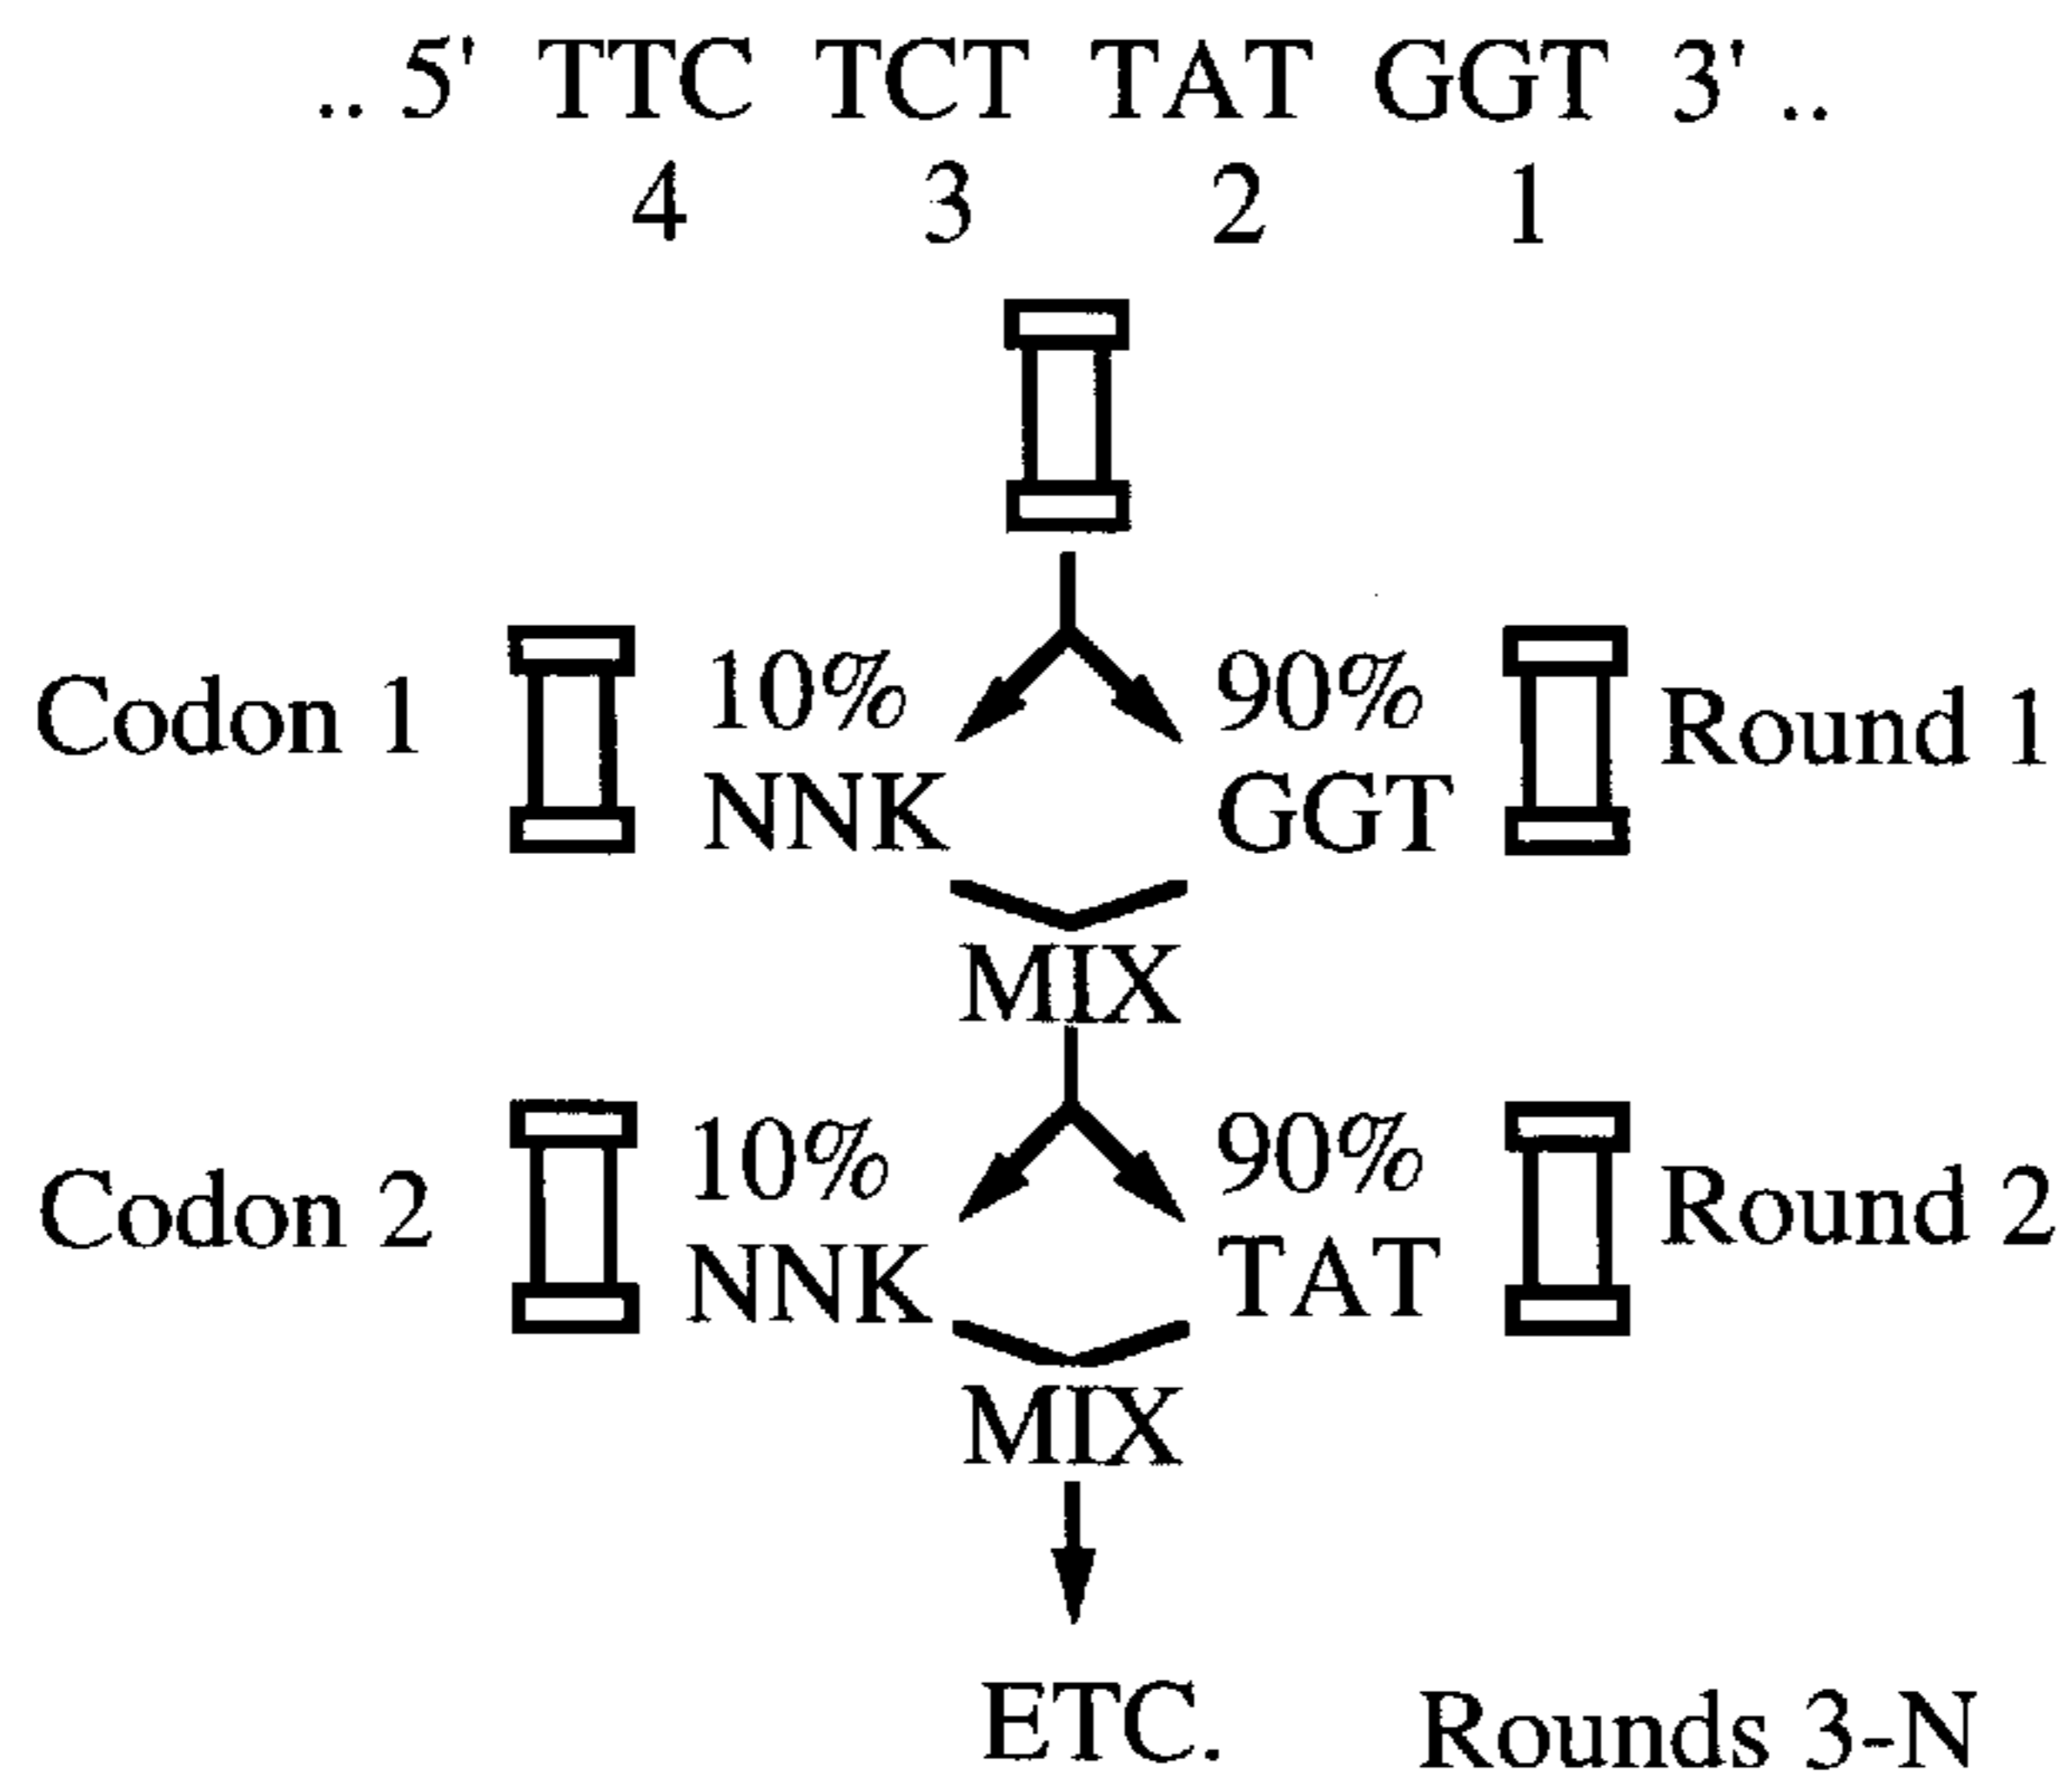 .. 5' TTC TCT TAT GGT 3' ..
4 3 2 1
Codon 1 10% 90% Round 1
NNK GGT
MIX
Codon 2 10% 90% Round 2
NNK TAT
MIX
ETC. Rounds 3-N